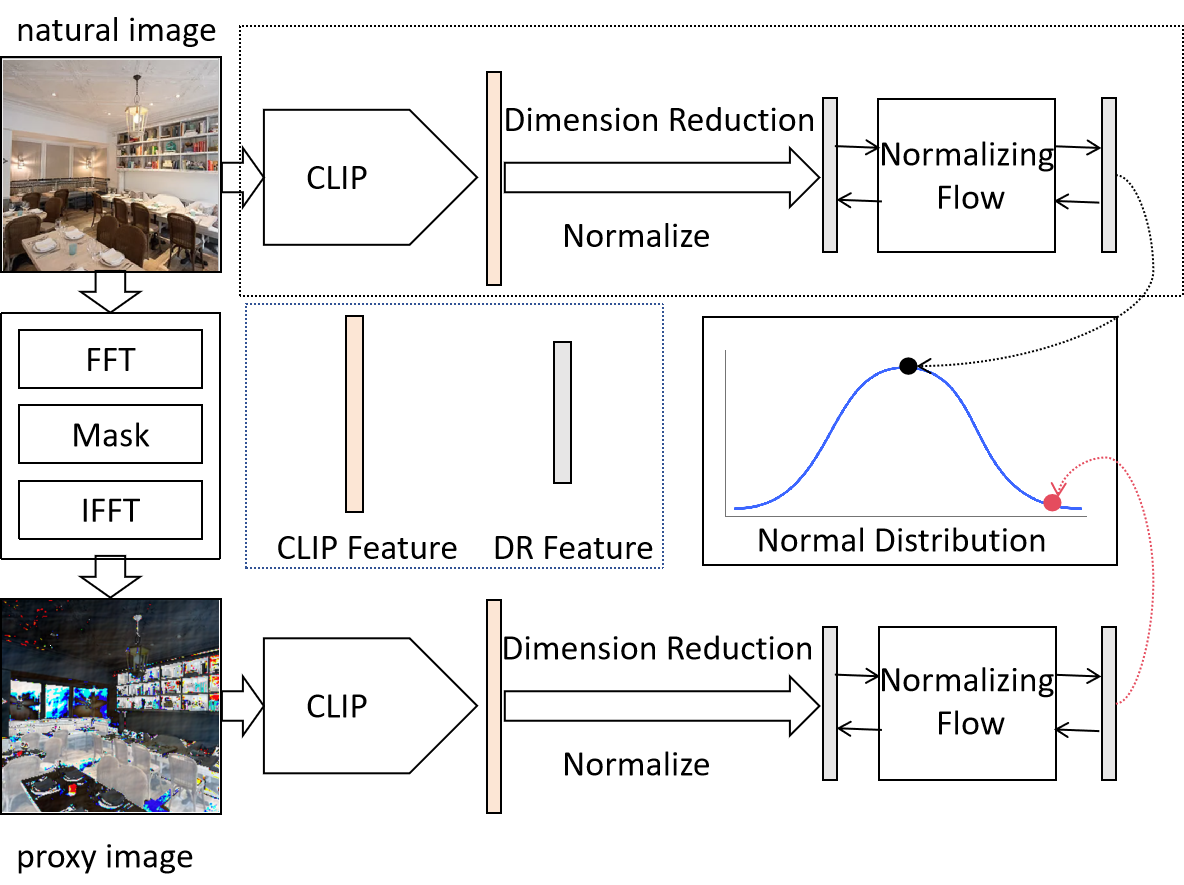 natural image
CLIP
Dimension Reduction
Normalize
Normalizing
Flow
FFT
Mask
IFFT
CLIP Feature
DR Feature
Normal Distribution
CLIP
Dimension Reduction
Normalize
Normalizing
Flow
proxy image